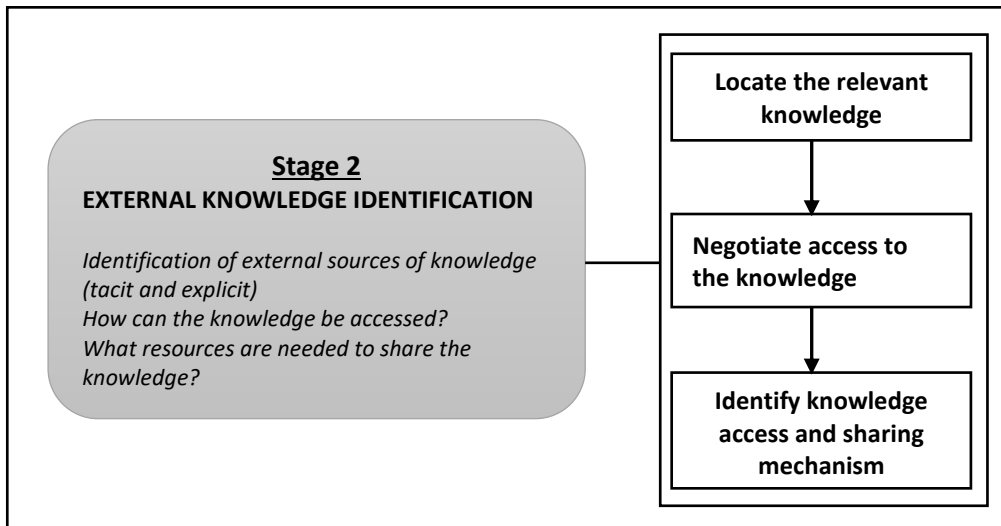 Stage 2
EXTERNAL KNOWLEDGE IDENTIFICATION
Identification of external sources of knowledge
(tacit and explicit)
How can the knowledge be accessed?
What resources are needed to share the
knowledge?
Locate the relevant
knowledge
Negotiate access to
the knowledge
Identify knowledge
access and sharing
mechanism